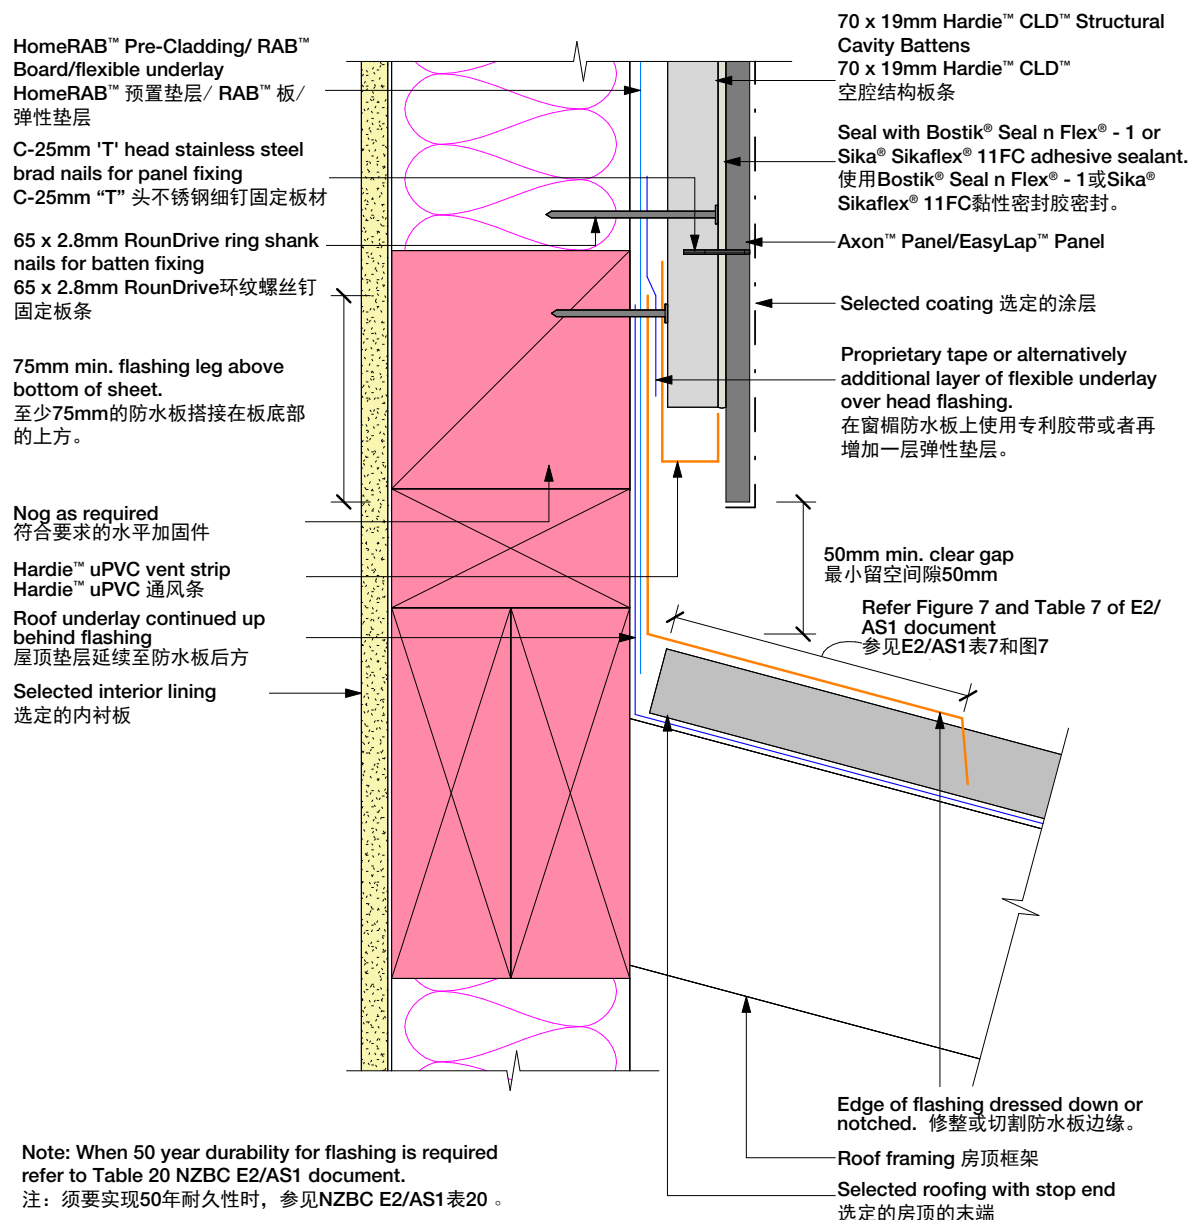 HomeRAB™ Pre-Cladding/ RAB™
Board/flexible underlay
HomeRAB™ 预置垫层/ RAB™ 板/
弹性垫层
C-25mm 'T' head stainless steel
brad nails for panel fixing
C-25mm “T” 头不锈钢细钉固定板材
65 x 2.8mm RounDrive ring shank
nails for batten fixing
65 x 2.8mm RounDrive环纹螺丝钉
固定板条
75mm min. flashing leg above
bottom of sheet.
至少75mm的防水板搭接在板底部
的上方。
Nog as required
符合要求的水平加固件
Hardie™ uPVC vent strip
Hardie™ uPVC 通风条
Roof underlay continued up
behind flashing
屋顶垫层延续至防水板后方
Selected interior lining
选定的内衬板
70 x 19mm Hardie™ CLD™ Structural
Cavity Battens
70 x 19mm Hardie™ CLD™
空腔结构板条
Seal with Bostik® Seal n Flex® - 1 or
Sika® Sikaflex® 11FC adhesive sealant.
使用Bostik® Seal n Flex® - 1或Sika®
Sikaflex® 11FC黏性密封胶密封。
Axon™ Panel/EasyLap™ Panel
Selected coating 选定的涂层
Proprietary tape or alternatively
additional layer of flexible underlay
over head flashing.
在窗楣防水板上使用专利胶带或者再
增加一层弹性垫层。
50mm min. clear gap
最小留空间隙50mm
Refer Figure 7 and Table 7 of E2/
AS1 document
参见E2/AS1表7和图7
Edge of flashing dressed down or
notched. 修整或切割防水板边缘。
Roof framing 房顶框架
Selected roofing with stop end
选定的房顶的末端
Note: When 50 year durability for flashing is required
refer to Table 20 NZBC E2/AS1 document.
注：须要实现50年耐久性时，参见NZBC E2/AS1表20 。